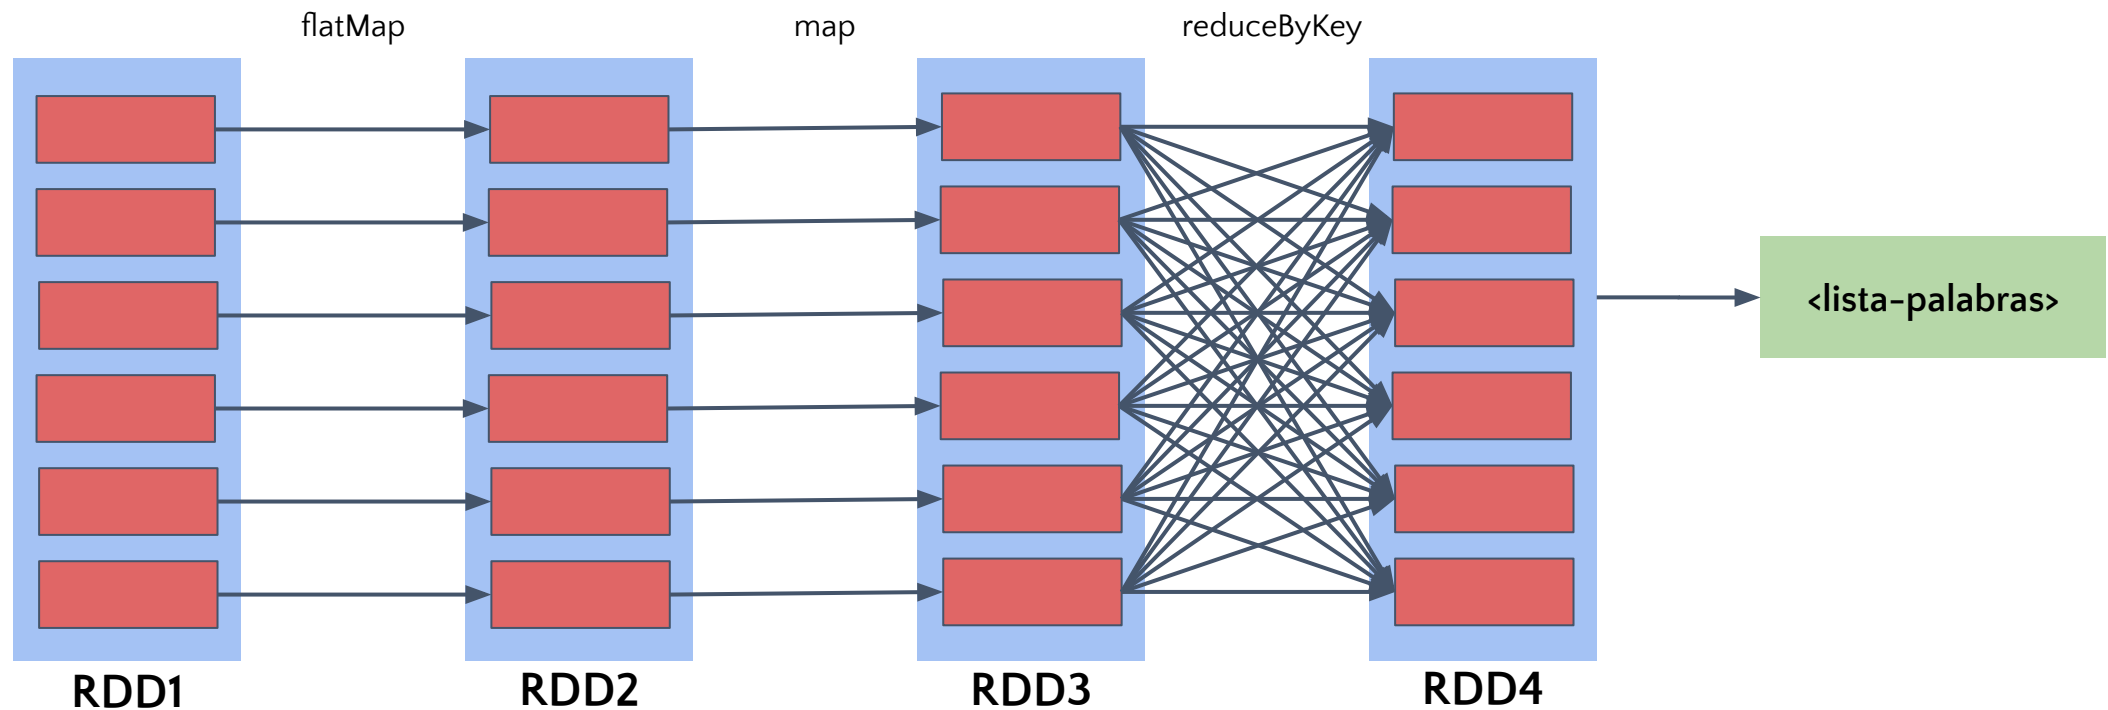 flatMap
map
reduceByKey
<lista-palabras>
RDD1
RDD2
RDD3
RDD4